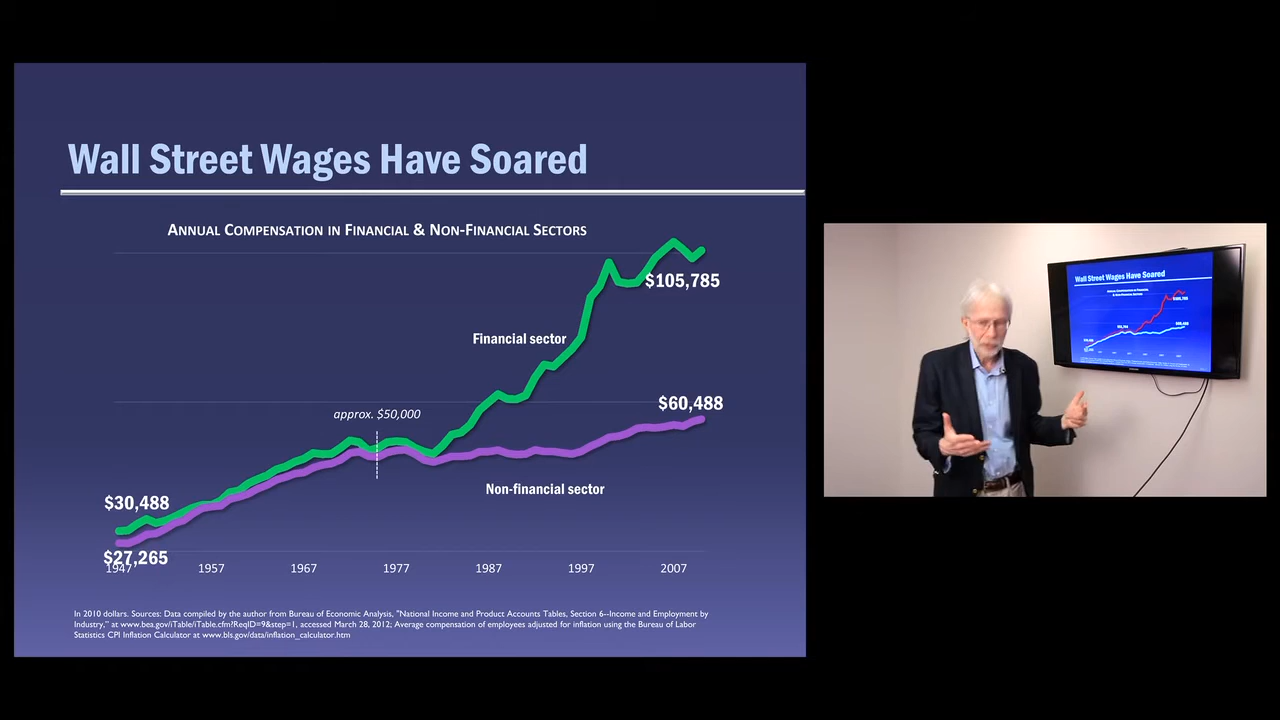 Wall Street Wages Have Soared
ANNUAL COMPENSATION IN FINANCIAL & NON-FINANCIAL SECTORS
$105,785
Financial sector
$60,488
approx. $50,000
Non-financial sector
$30,488
$27,265
1947 1957 1967 1977 1987 1997 2007
In 2010 dollars. Sources: Data compiled by the author from Bureau of Economic Analysis, "National Income and Product Accounts Tables, Section 6--Income and Employment by
Industry," at www.bea.gov/iTable/iTable.cfm?ReqID=9&step=1, accessed March 28, 2012; Average compensation of employees adjusted for inflation using the Bureau of Labor
Statistics CPI Inflation Calculator at www.bls.gov/data/inflation_calculator.htm
Wall Street Wages Have Soared